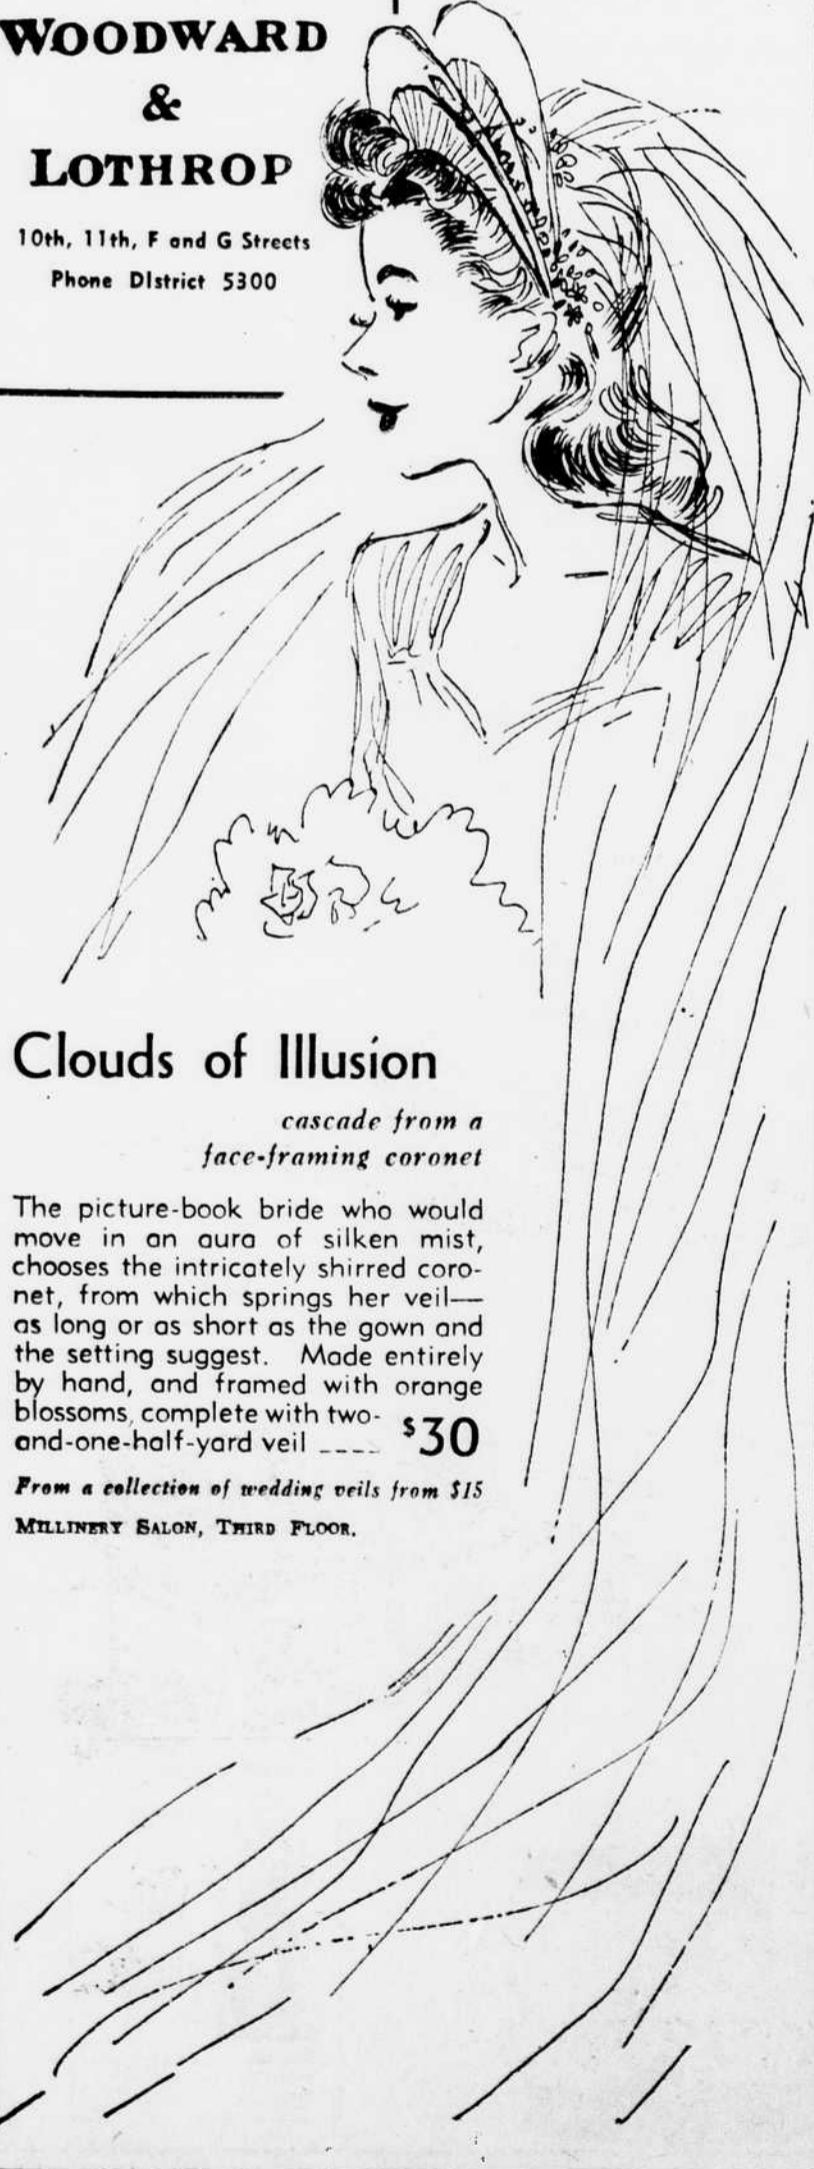 WOODWARD
&
LOTHROP
10th, 11th, F and G Streets
Phone DIstrict 5300
Clouds of Illusion
cascade from a
face-framing coronet
The picture-book bride who would
move in an aura of silken mist,
chooses the intricately shirred coro-
net, from which springs her veil—
as long or as short as the gown and
the setting suggest. Made entirely
by hand, and framed with orange
blossoms, complete with two-
and-one-half-yard veil ---- $30
From a collection of wedding veils from $15
MILLINERY SALON, THIRD FLOOR.